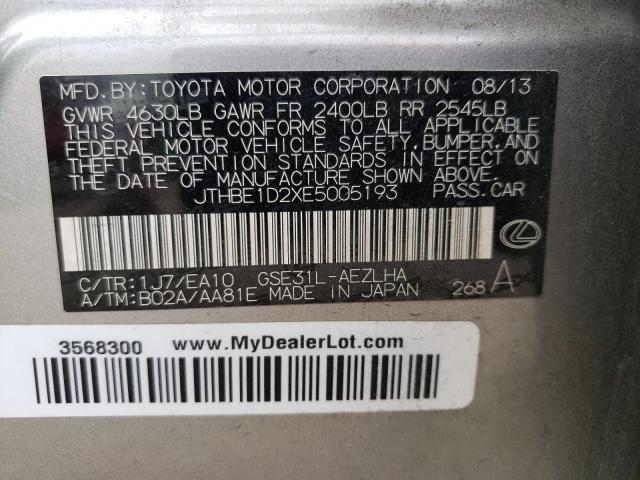 MFD. BY: TOYOTA MOTOR CORPORATION 08/13
GVWR 4630LB GAWR FR 2400LB RR 2545LB
THIS VEHICLE CONFORMS TO ALL APPLICABLE
FEDERAL MOTOR VEHICLE SAFETY, BUMPER, AND
THEFT PREVENTION STANDARDS IN EFFECT ON
THE DATE OF MANUFACTURE SHOWN ABOVE.
JTHBE1D2XE5005193 PASS. CAR
C/TR: 1J7/EA10 GSE31L-AEZLHA
A/TM: B02A/AA81E MADE IN JAPAN 268 A
3568300 www.MyDealerLot.com